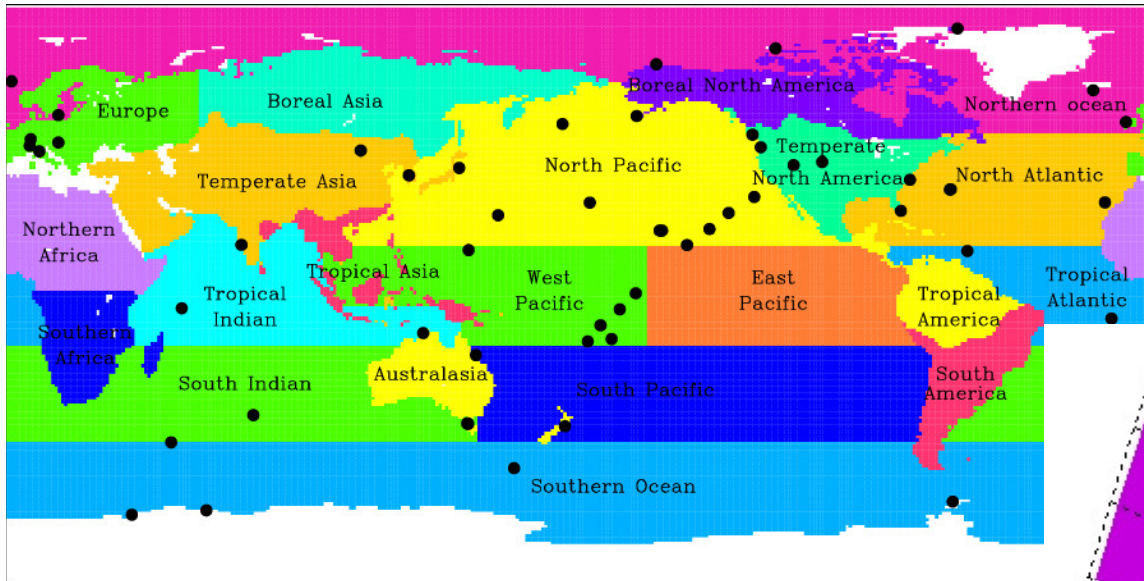 Europe
Boreal Asia
Boreal North America
Northern ocean
Temperate
North America
North Pacific
North Atlantic
Temperate Asia
Northern
Africa
Tropical Asia
West
Pacific
East
Pacific
Tropical
Indian
Tropical
America
Tropical
Atlantic
Southern
Africa
South Indian
Australasia
South Pacific
South
America
Southern Ocean